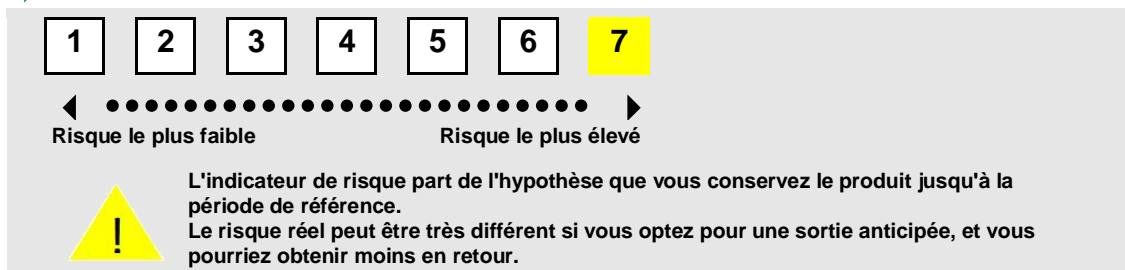 1 2 3 4 5 6 7
Risque le plus faible Risque le plus élevé
L'indicateur de risque part de l'hypothèse que vous conservez le produit jusqu'à la
période de référence.
Le risque réel peut être très différent si vous optez pour une sortie anticipée, et vous
pourriez obtenir moins en retour.
!